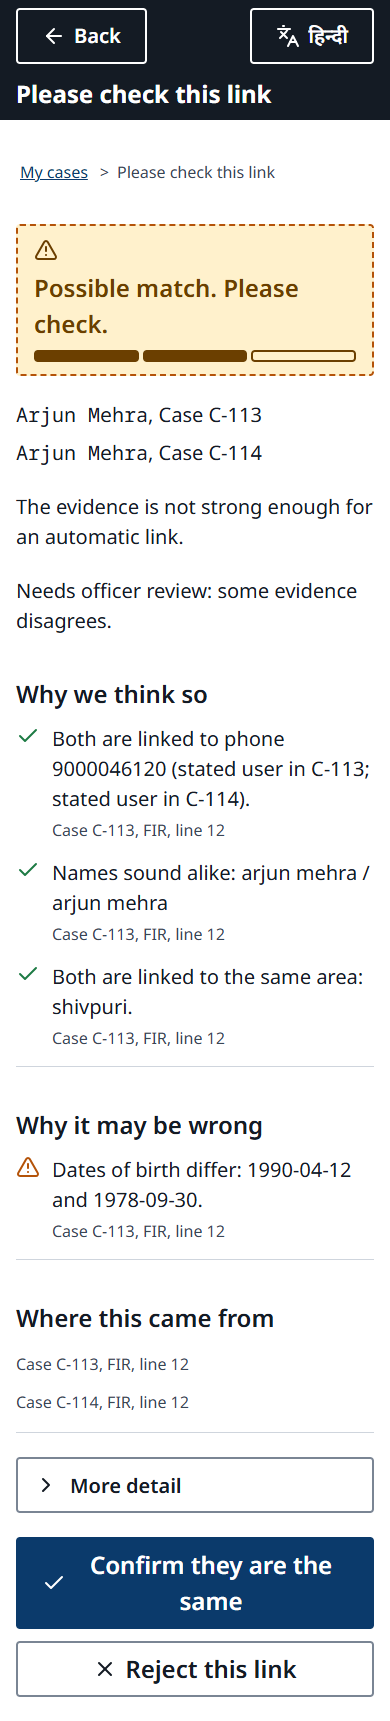 Back
हिन्दी
Please check this link
My cases > Please check this link
Possible match. Please
check.
Arjun Mehra, Case C-113
Arjun Mehra, Case C-114
The evidence is not strong enough for
an automatic link.
Needs officer review: some evidence
disagrees.
Why we think so
Both are linked to phone
9000046120 (stated user in C-113;
stated user in C-114).
Case C-113, FIR, line 12
Names sound alike: arjun mehra /
arjun mehra
Case C-113, FIR, line 12
Both are linked to the same area:
shivpuri.
Case C-113, FIR, line 12
Why it may be wrong
Dates of birth differ: 1990-04-12
and 1978-09-30.
Case C-113, FIR, line 12
Where this came from
Case C-113, FIR, line 12
Case C-114, FIR, line 12
More detail
Confirm they are the
same
Reject this link